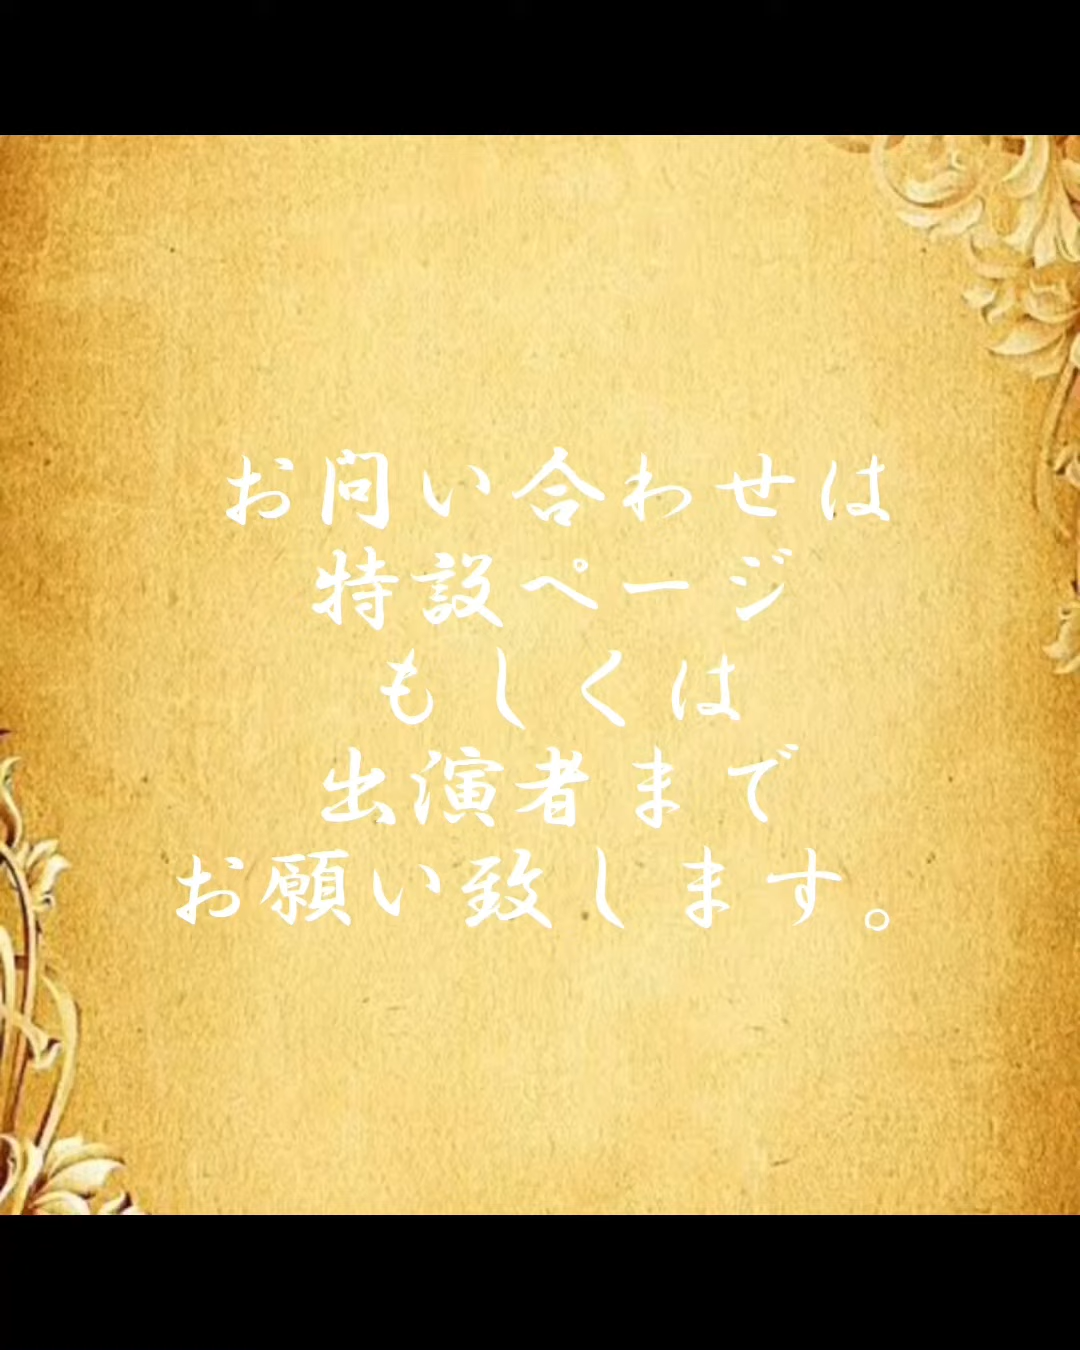 お問い合わせは
特設ページ
もしくは
出演者まで
お願い致します。